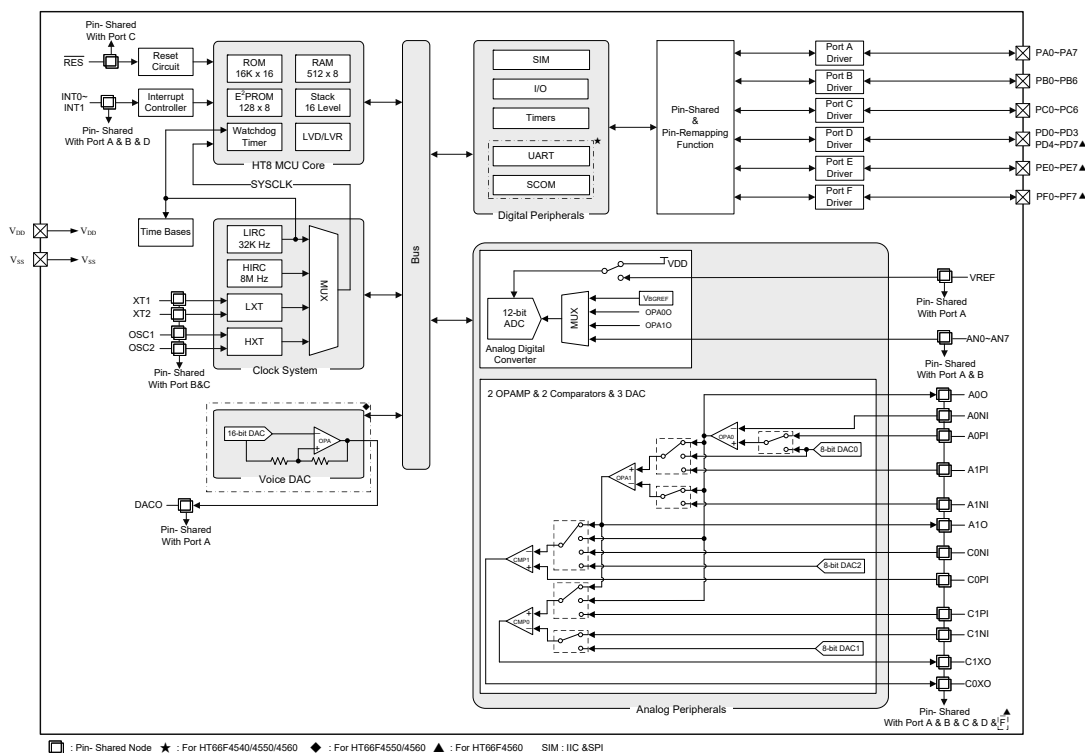 Pin- Shared
With Port C
RES
Reset
Circuit
INT0~
INT1
Interrupt
Controller
Pin- Shared
With Port A & B & D
ROM
16K x 16
RAM
512 x 8
E²PROM
128 x 8
Stack
16 Level
Watchdog
Timer
LVD/LVR
HT8 MCU Core
SYSCLK
Time Bases
VDD
VDD
VSS
VSS
LIRC
32K Hz
HIRC
8M Hz
LXT
HXT
MUX
Clock System
XT1
XT2
OSC1
OSC2
Pin- Shared
With Port B&C
16-bit DAC
OPA
Voice DAC
DACO
Pin- Shared
With Port A
Bus
SIM
I/O
Timers
UART
★
SCOM
Digital Peripherals
Pin-Shared
&
Pin-Remapping
Function
Port A
Driver
PA0~PA7
Port B
Driver
PB0~PB6
Port C
Driver
PC0~PC6
Port D
Driver
PD0~PD3
PD4~PD7▲
Port E
Driver
PE0~PE7▲
Port F
Driver
PF0~PF7▲
VDD
VREF
Pin- Shared
With Port A
12-bit
ADC
MUX
VBGREF
OPA0O
OPA1O
Analog Digital
Converter
AN0~AN7
Pin- Shared
With Port A & B
2 OPAMP & 2 Comparators & 3 DAC
A0O
A0NI
OPA0
A0PI
8-bit DAC0
OPA1
A1PI
A1NI
A1O
CMP1
C0NI
8-bit DAC2
C0PI
CMP0
C1PI
C1NI
8-bit DAC1
C1XO
C0XO
Analog Peripherals
Pin- Shared
With Port A & B & C & D & F▲
: Pin- Shared Node ★ : For HT66F4540/4550/4560 ◆ : For HT66F4550/4560 ▲ : For HT66F4560 SIM : IIC &SPI